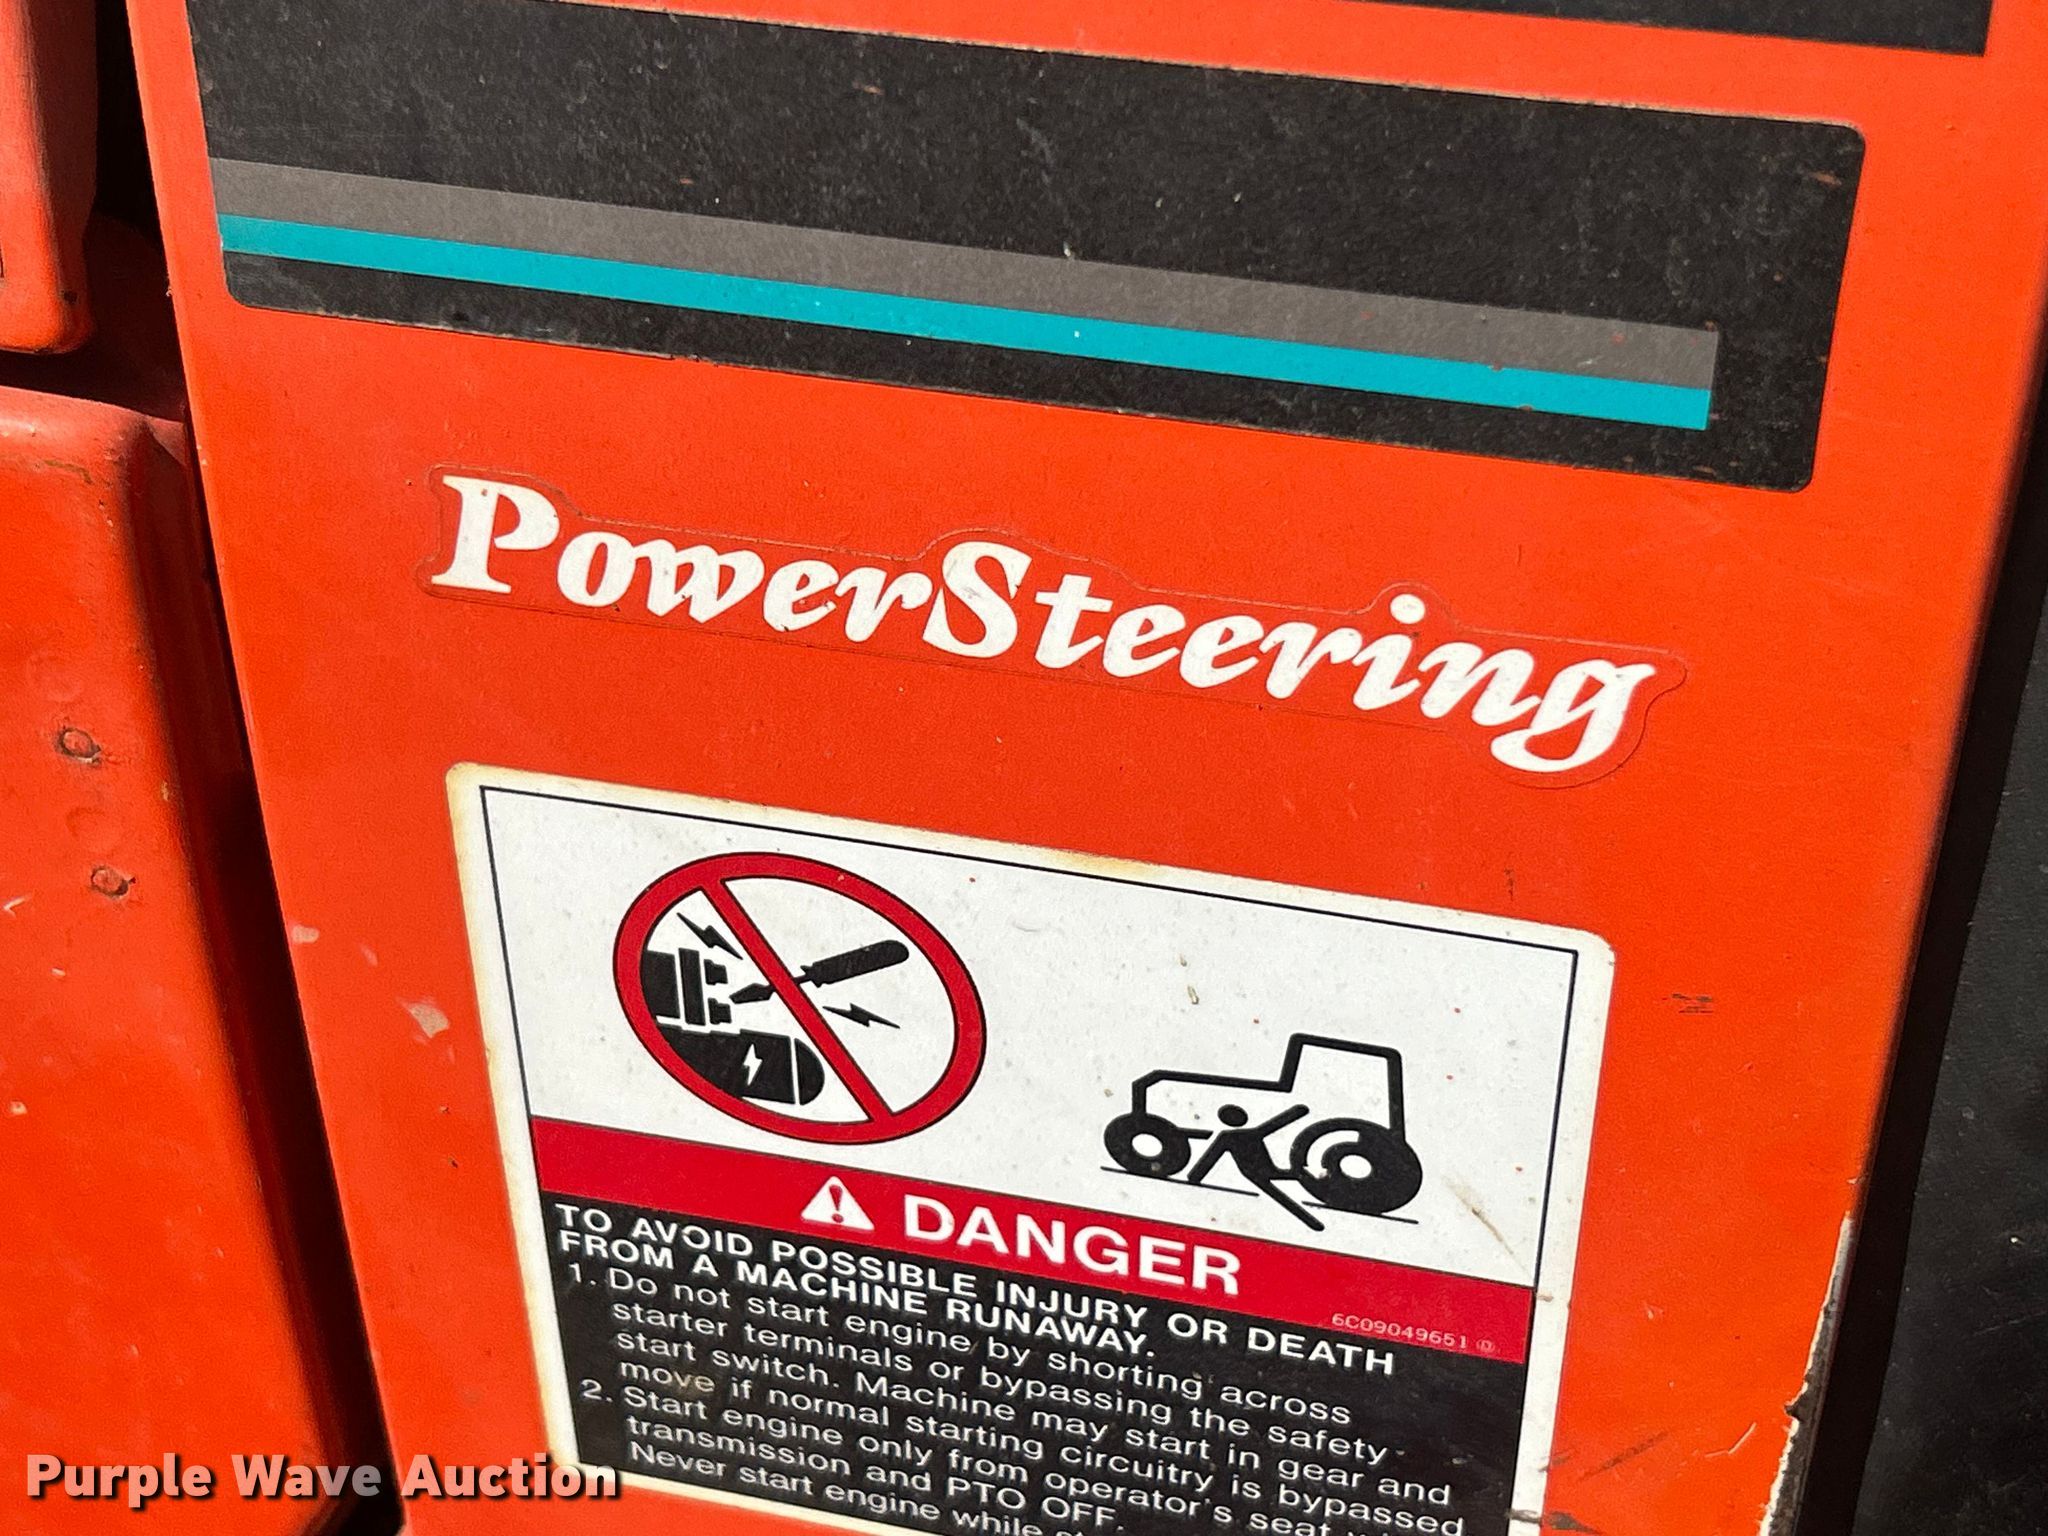 PowerSteering
DANGER
6C09049651 D
TO AVOID POSSIBLE INJURY OR DEATH
FROM A MACHINE RUNAWAY.
1. Do not start engine by shorting across
starter terminals or bypassing the safety
start switch. Machine may start in gear and
move if normal starting circuitry is bypassed
2. Start engine only from operator's seat
transmission and PTO OFF.
Never start engine while
Purple Wave Auction